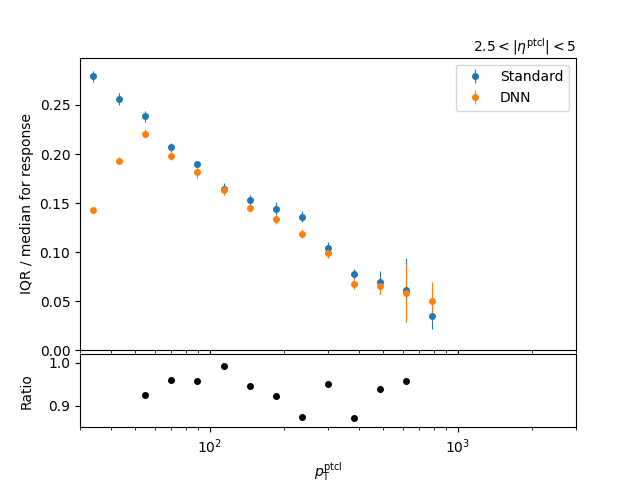 2.5 < |η^ptcl| < 5
Standard
DNN
IQR / median for response
0.25
0.20
0.15
0.10
0.05
0.00
Ratio
1.0
0.9
10^2
10^3
p_T^ptcl